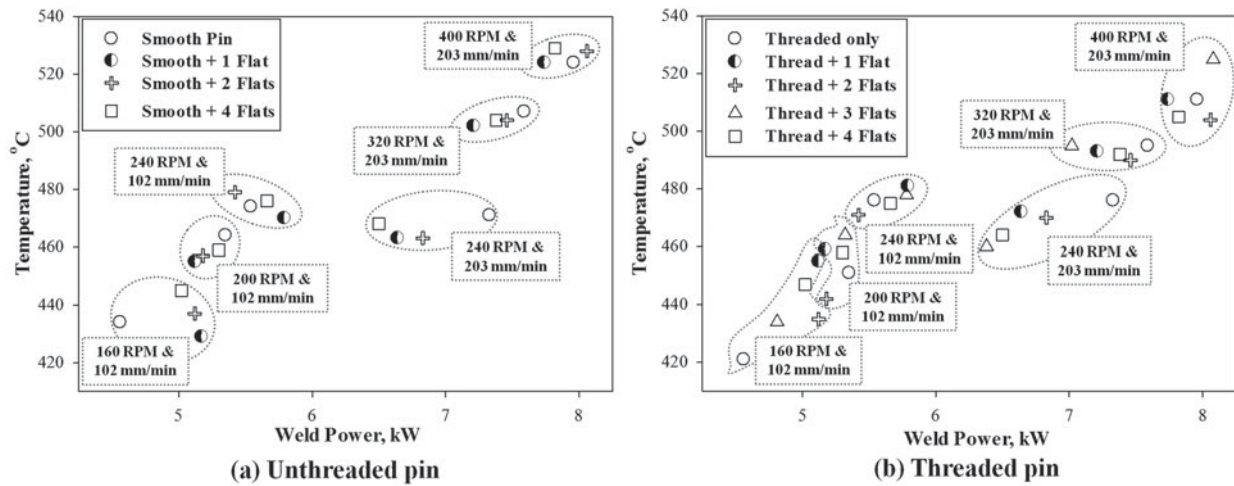 540
520
500
480
460
440
420
Temperature, °C
Smooth Pin
Smooth + 1 Flat
Smooth + 2 Flats
Smooth + 4 Flats
400 RPM &
203 mm/min
320 RPM &
203 mm/min
240 RPM &
102 mm/min
240 RPM &
203 mm/min
200 RPM &
102 mm/min
160 RPM &
102 mm/min
5 6 7 8
Weld Power, kW
(a) Unthreaded pin
540
520
500
480
460
440
420
Temperature, °C
Threaded only
Thread + 1 Flat
Thread + 2 Flats
Thread + 3 Flats
Thread + 4 Flats
400 RPM &
203 mm/min
320 RPM &
203 mm/min
240 RPM &
102 mm/min
240 RPM &
203 mm/min
200 RPM &
102 mm/min
160 RPM &
102 mm/min
5 6 7 8
Weld Power, kW
(b) Threaded pin